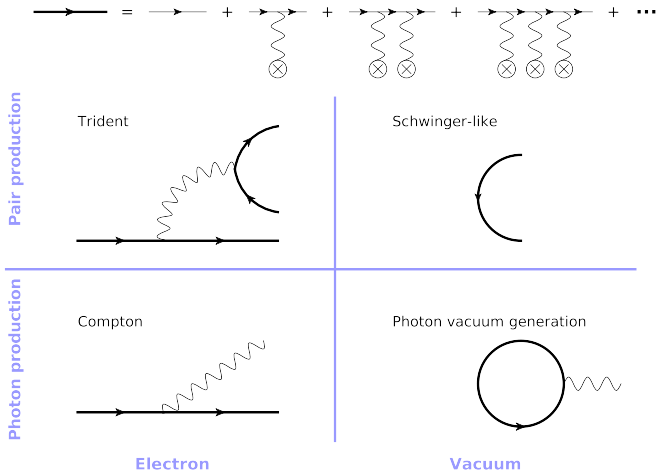 = + + + + ...
Pair production
Trident
Schwinger-like
Photon production
Compton
Photon vacuum generation
Electron
Vacuum